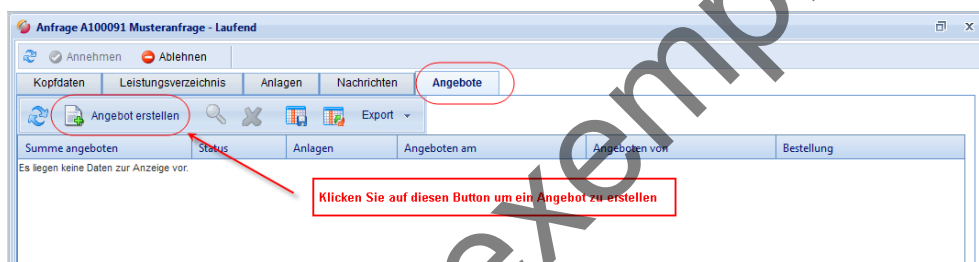 Anfrage A100091 Musteranfrage - Laufend
Annehmen Ablehnen
Kopfdaten Leistungsverzeichnis Anlagen Nachrichten Angebote
Angebot erstellen Export
Summe angeboten Status Anlagen Angeboten am Angeboten von Bestellung
Es liegen keine Daten zur Anzeige vor.
Klicken Sie auf diesen Button um ein Angebot zu erstellen